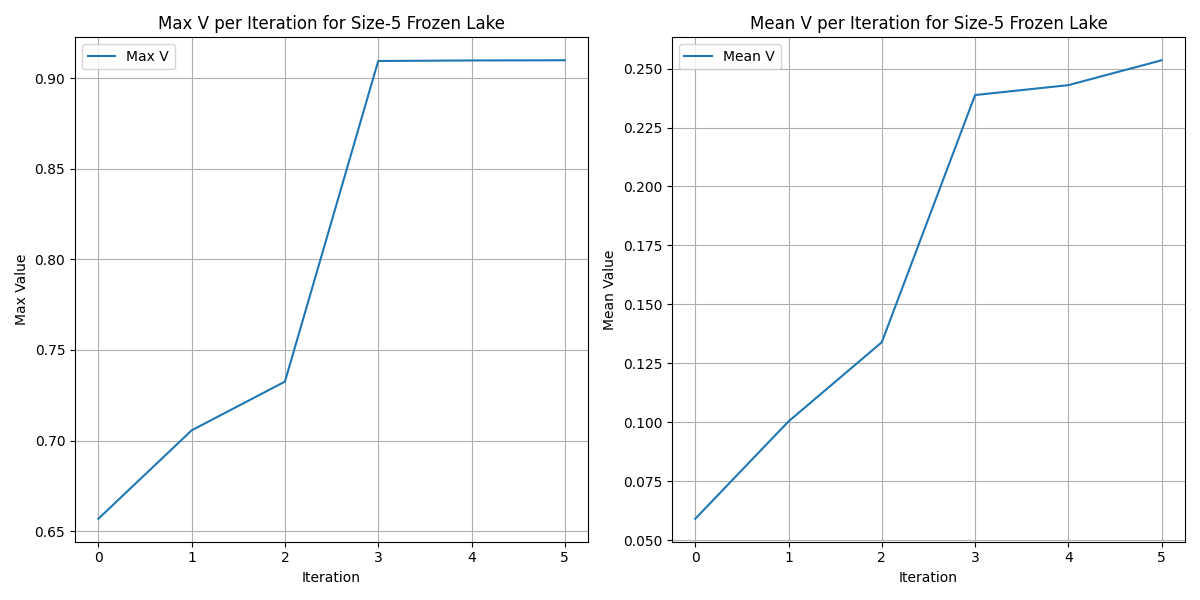 Max V per Iteration for Size-5 Frozen Lake
Max V
0.90
0.85
0.80
0.75
0.70
0.65
Max Value
0 1 2 3 4 5
Iteration
Mean V per Iteration for Size-5 Frozen Lake
Mean V
0.250
0.225
0.200
0.175
0.150
0.125
0.100
0.075
0.050
Mean Value
0 1 2 3 4 5
Iteration